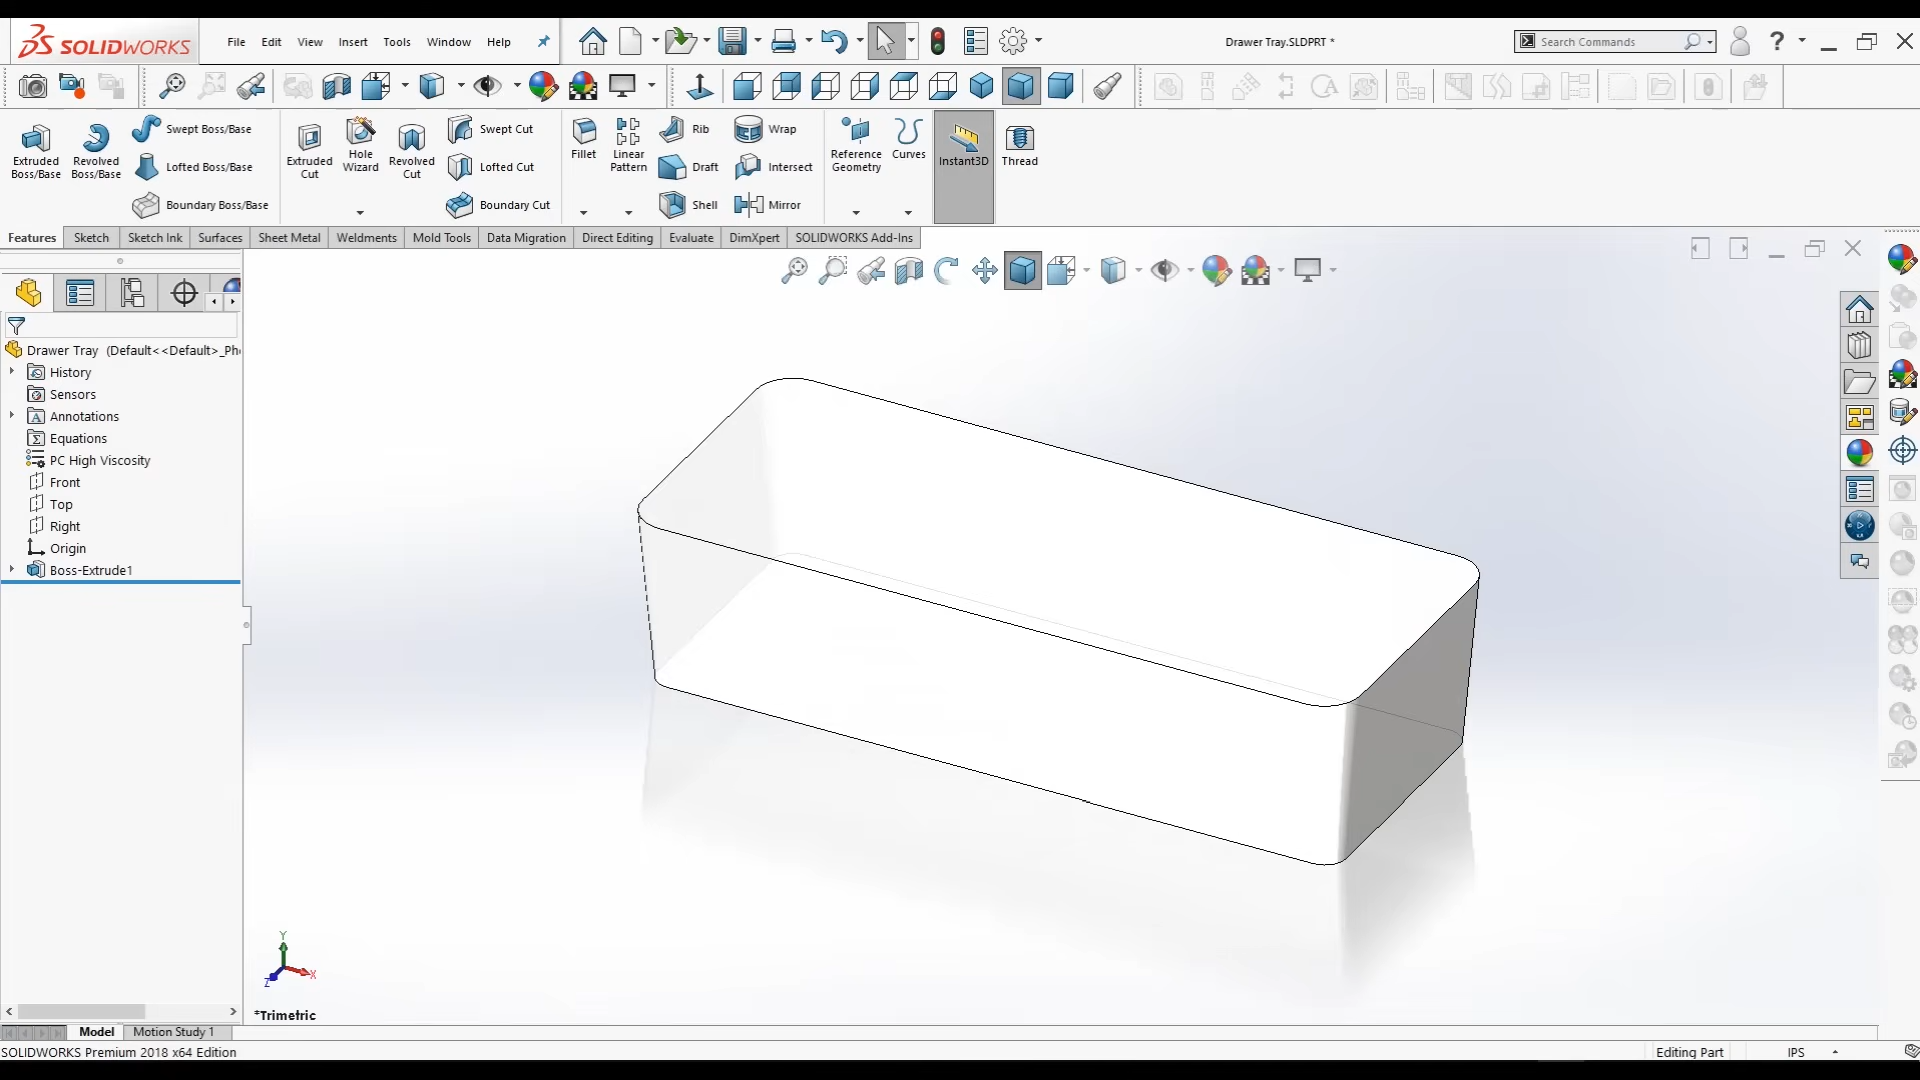 SOLIDWORKS File Edit View Insert Tools Window Help Drawer Tray.SLDPRT * Search Commands ?
Extruded Boss/Base
Revolved Boss/Base
Swept Boss/Base
Lofted Boss/Base
Boundary Boss/Base
Extruded Cut
Hole Wizard
Revolved Cut
Swept Cut
Lofted Cut
Boundary Cut
Fillet
Linear Pattern
Rib
Draft
Shell
Wrap
Intersect
Mirror
Reference Geometry
Curves
Instant3D
Thread
Features Sketch Sketch Ink Surfaces Sheet Metal Weldments Mold Tools Data Migration Direct Editing Evaluate DimXpert SOLIDWORKS Add-Ins
Drawer Tray (Default<<Default>_Ph
History
Sensors
Annotations
Equations
PC High Viscosity
Front
Top
Right
Origin
Boss-Extrude1
Y
X
Z
*Trimetric
Model Motion Study 1
SOLIDWORKS Premium 2018 x64 Edition Editing Part IPS